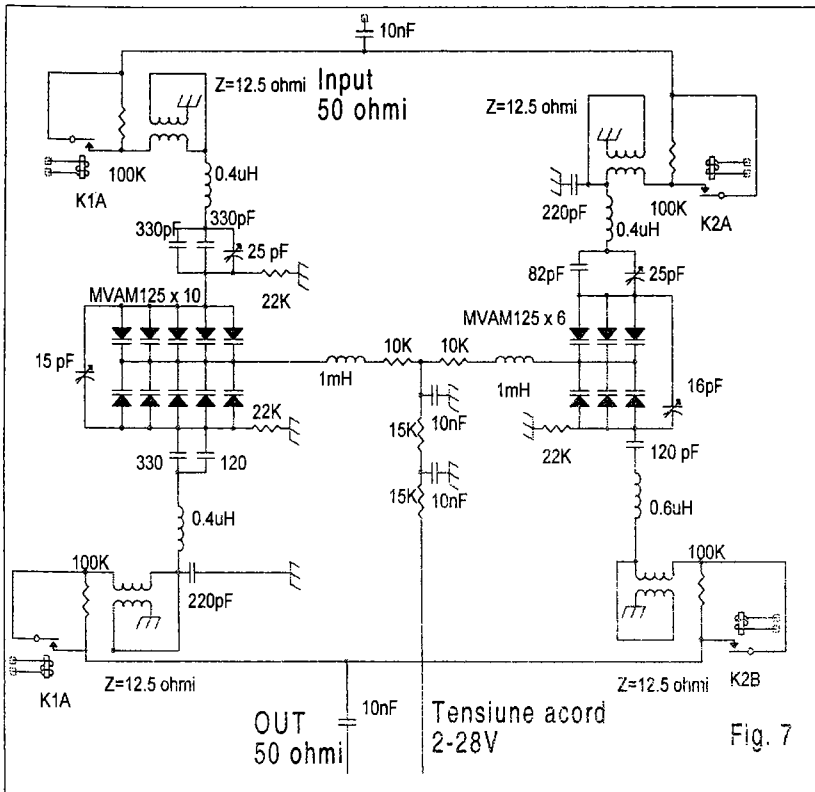 10nF
Z=12.5 ohmi
Input
50 ohmi
Z=12.5 ohmi
100K
K1A
0.4uH
220pF
100K
K2A
0.4uH
330pF
330pF
25 pF
82pF
25pF
22K
MVAM125 x 10
MVAM125 x 6
15 pF
10K
10K
1mH
1mH
16pF
22K
10nF
15K
22K
120 pF
330
120
15K
10nF
0.4uH
0.6uH
100K
100K
220pF
K1A
Z=12.5 ohmi
Z=12.5 ohmi
K2B
OUT
50 ohmi
10nF
Tensiune acord
2-28V
Fig. 7